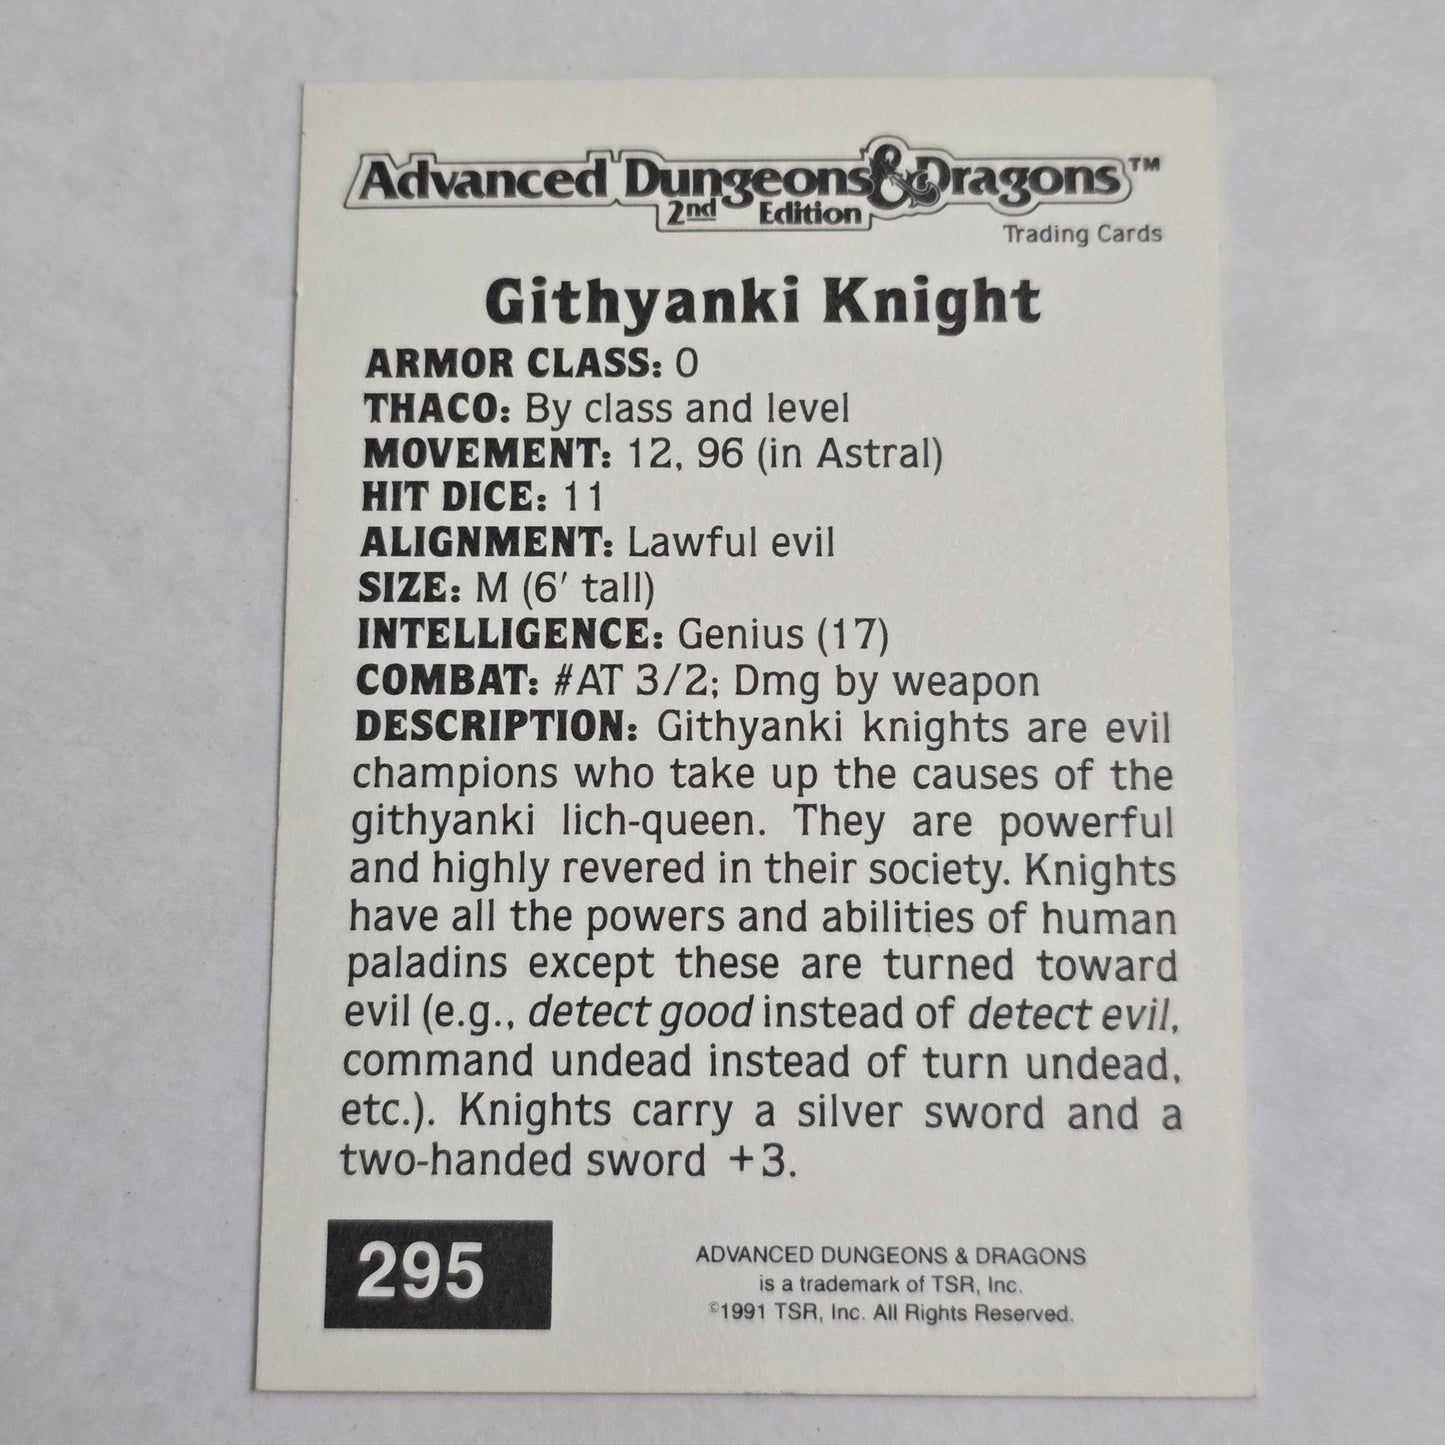 Advanced Dungeons & Dragons™
2nd Edition
Trading Cards
Githyanki Knight
ARMOR CLASS: 0
THACO: By class and level
MOVEMENT: 12, 96 (in Astral)
HIT DICE: 11
ALIGNMENT: Lawful evil
SIZE: M (6' tall)
INTELLIGENCE: Genius (17)
COMBAT: #AT 3/2; Dmg by weapon
DESCRIPTION: Githyanki knights are evil
champions who take up the causes of the
githyanki lich-queen. They are powerful
and highly revered in their society. Knights
have all the powers and abilities of human
paladins except these are turned toward
evil (e.g., detect good instead of detect evil,
command undead instead of turn undead,
etc.). Knights carry a silver sword and a
two-handed sword +3.
295
ADVANCED DUNGEONS & DRAGONS
is a trademark of TSR, Inc.
©1991 TSR, Inc. All Rights Reserved.